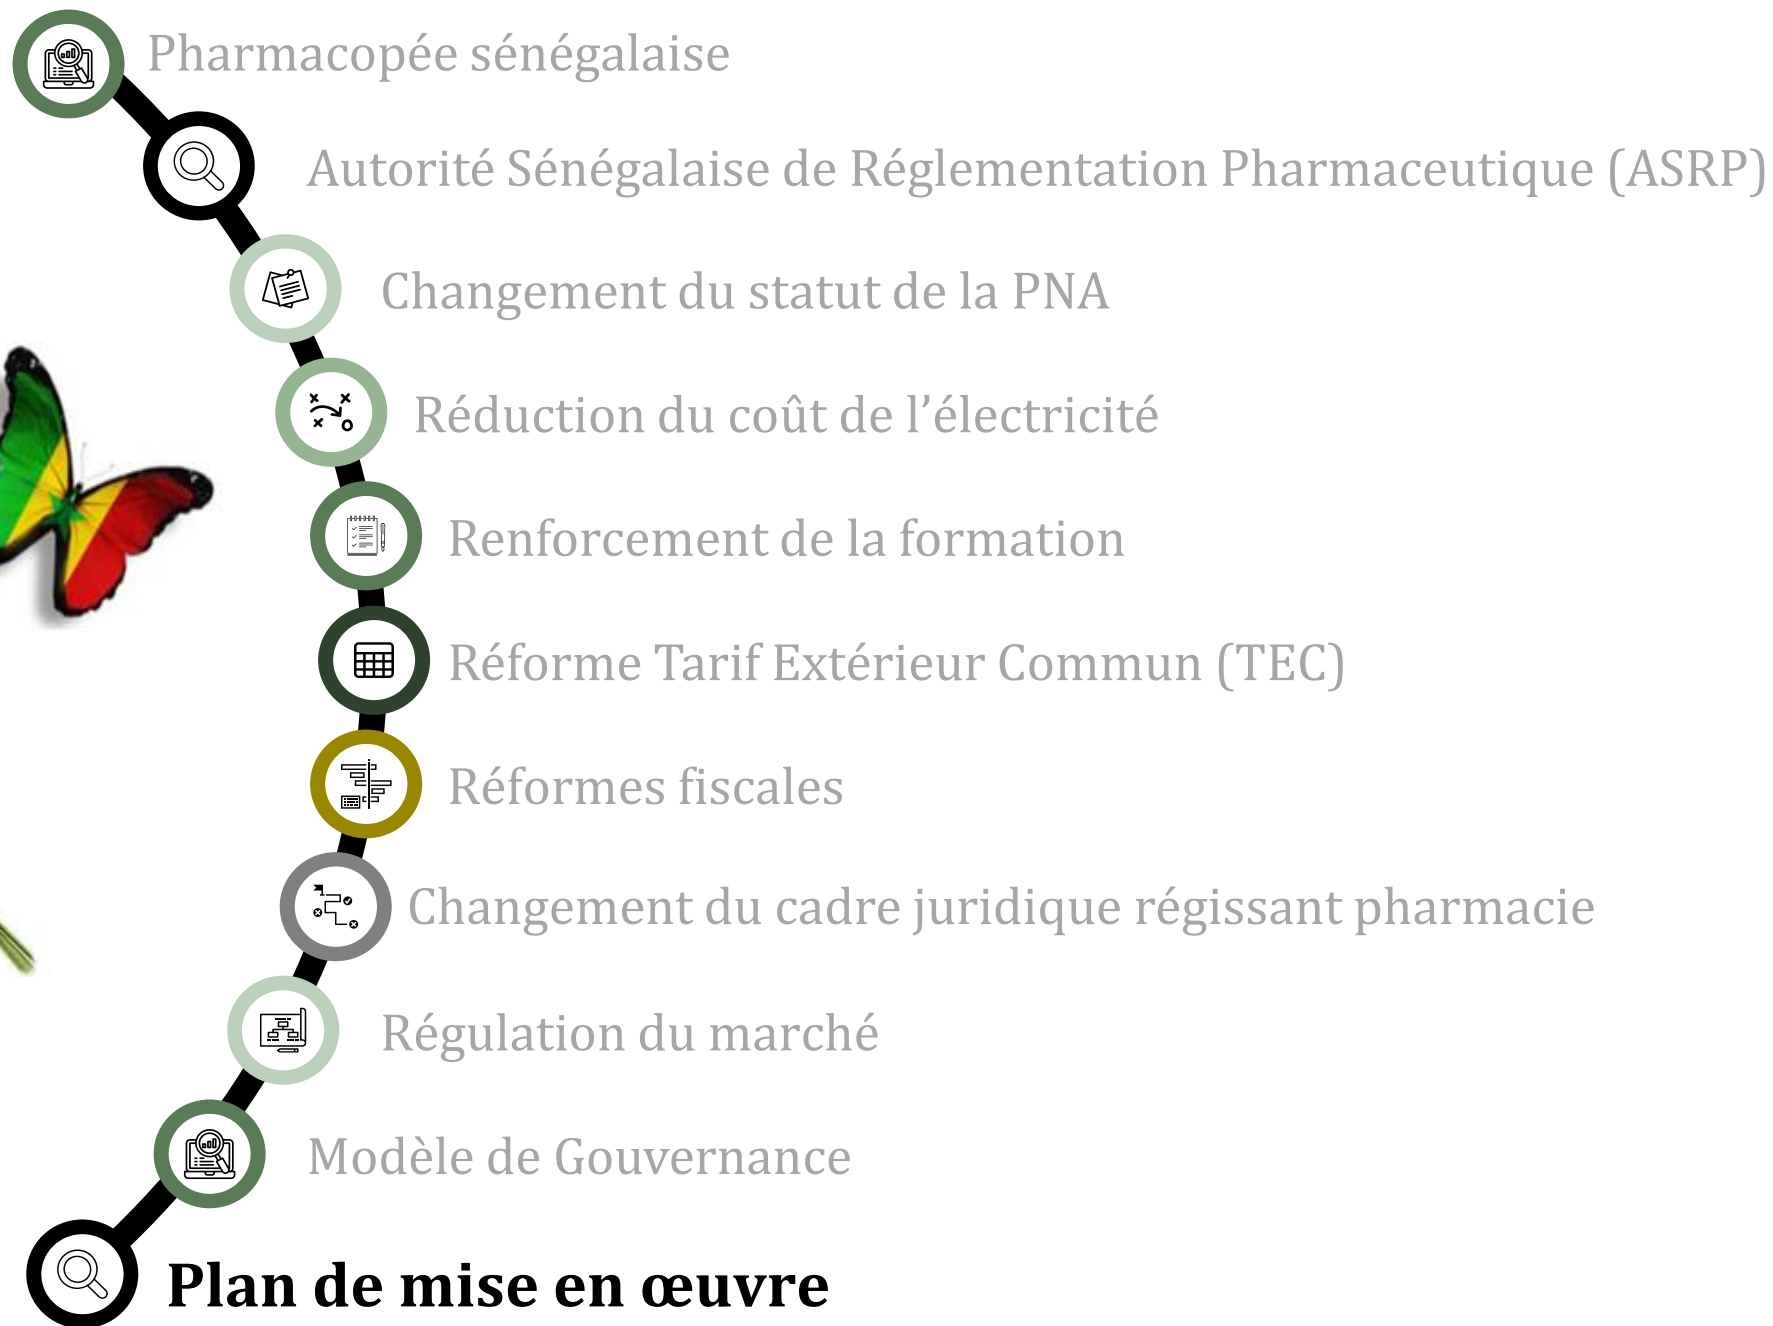 Pharmacopée sénégalaise
Autorité Sénégalaise de Réglementation Pharmaceutique (ASRP)
Changement du statut de la PNA
Réduction du coût de l’électricité
Renforcement de la formation
Réforme Tarif Extérieur Commun (TEC)
Réformes fiscales
Changement du cadre juridique régissant pharmacie
Régulation du marché
Modèle de Gouvernance
Plan de mise en œuvre